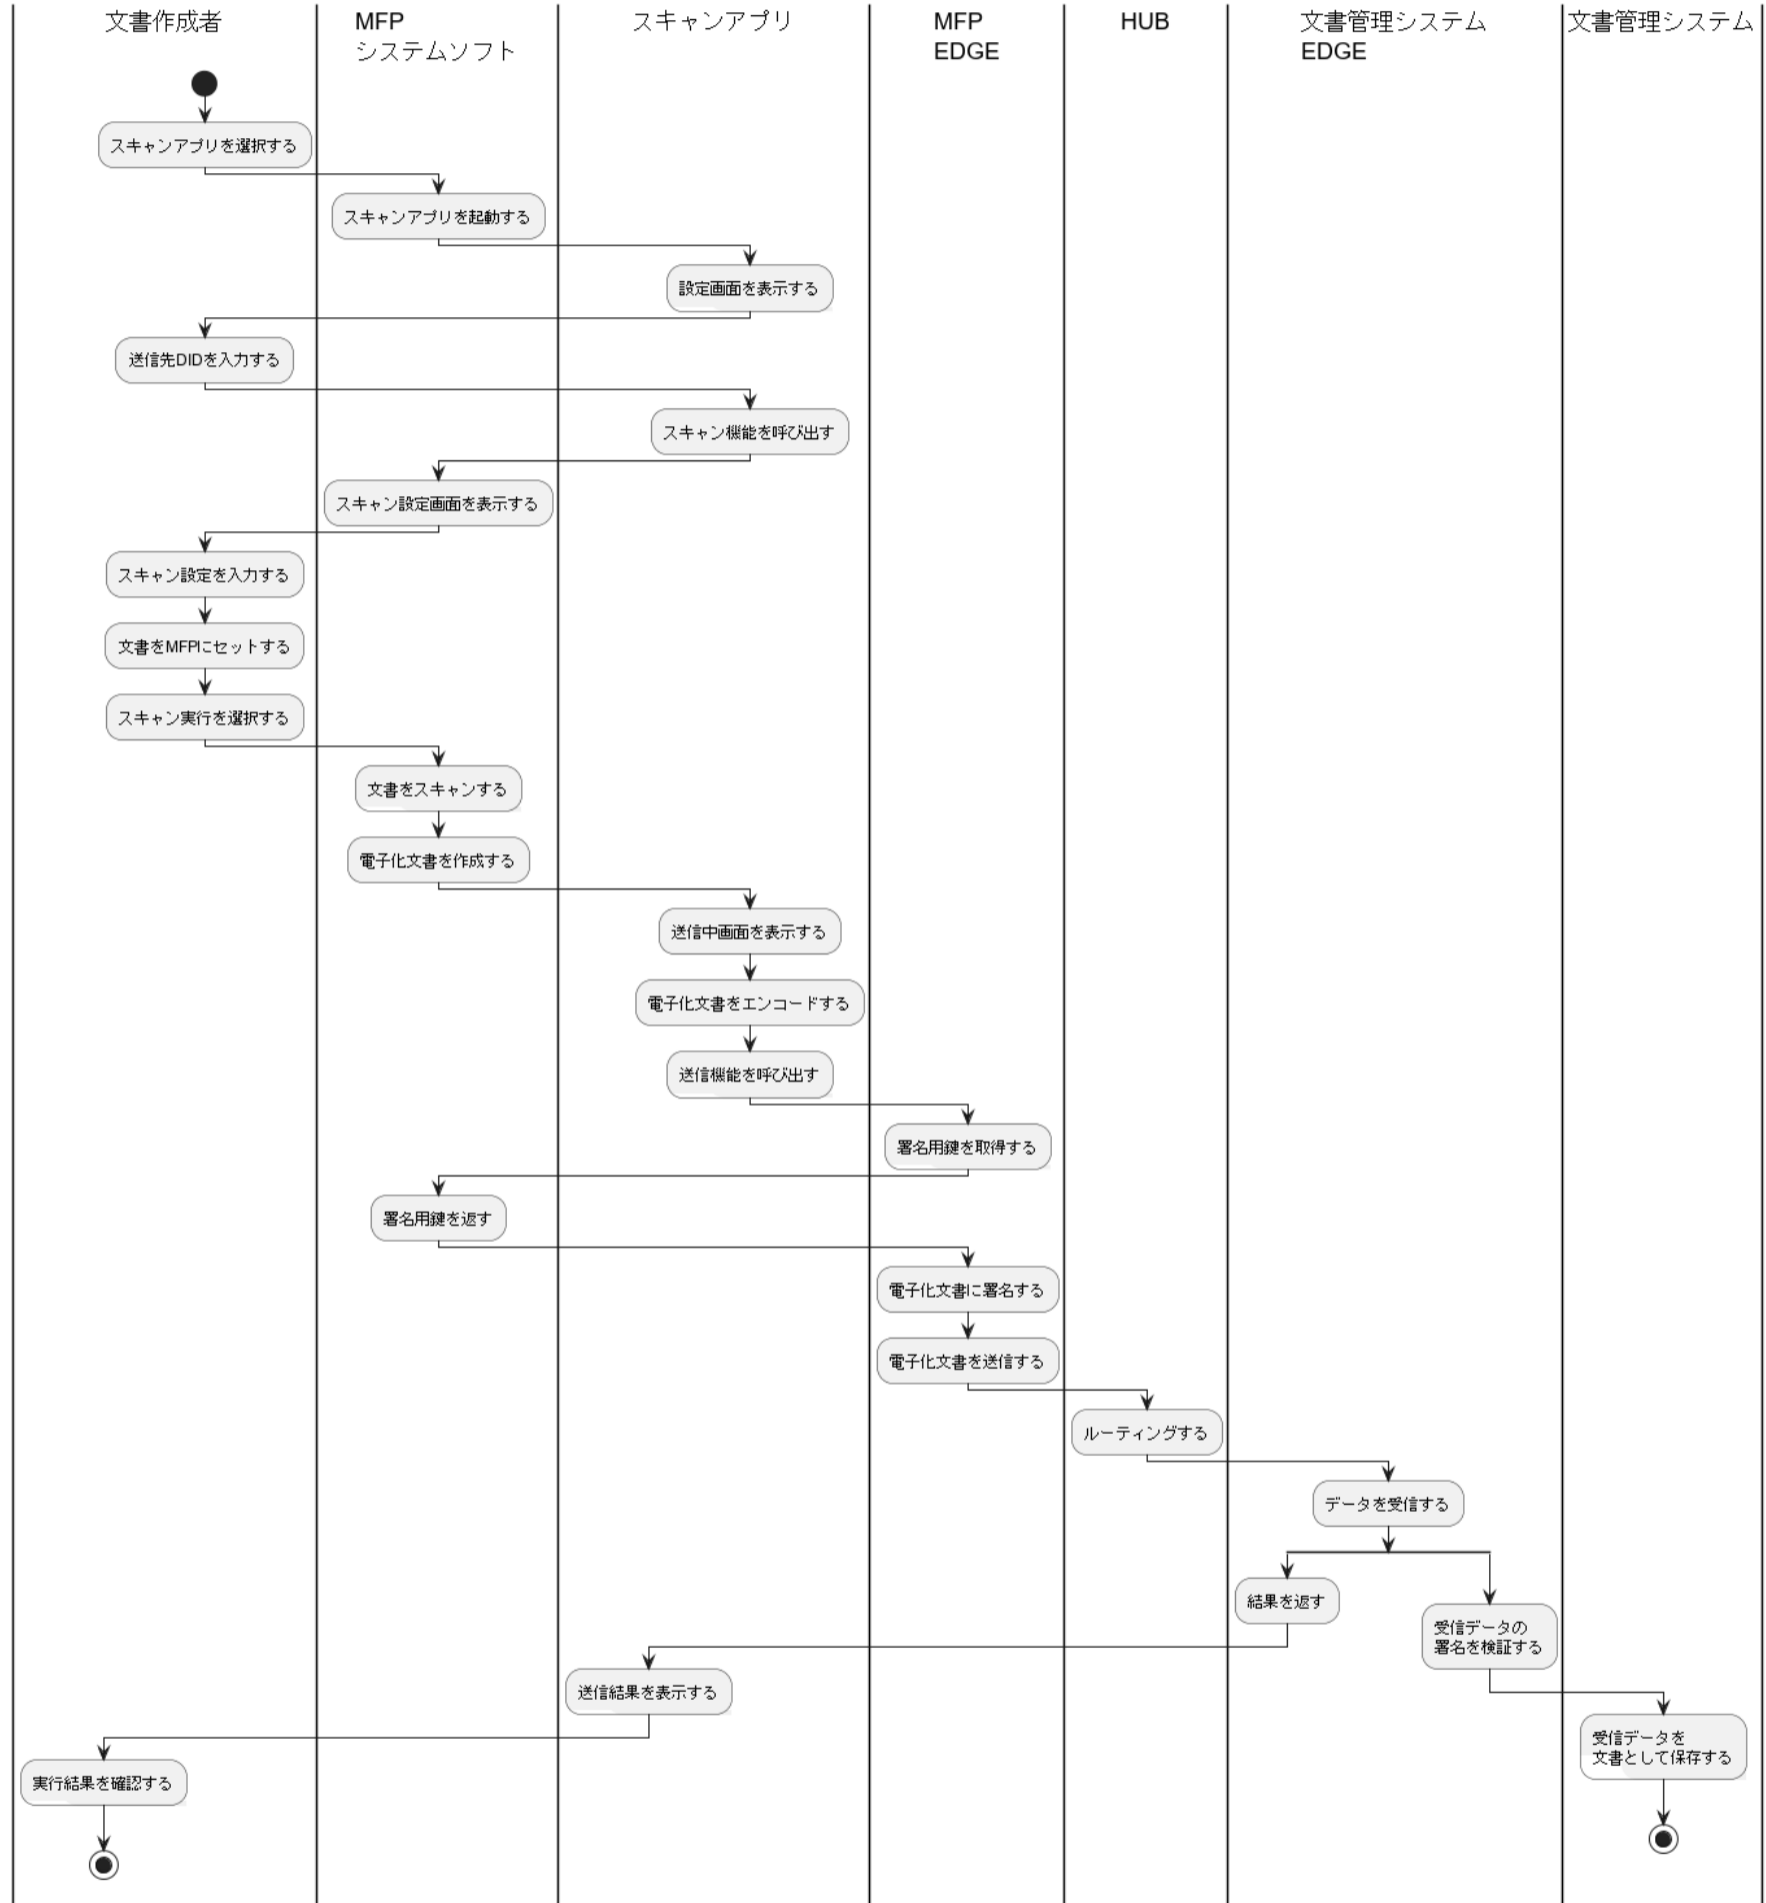 文書作成者
MFP
システムソフト
スキャンアプリ
MFP
EDGE
HUB
文書管理システム
EDGE
文書管理システム
スキャンアプリを選択する
スキャンアプリを起動する
設定画面を表示する
送信先DIDを入力する
スキャン機能を呼び出す
スキャン設定画面を表示する
スキャン設定を入力する
文書をMFPにセットする
スキャン実行を選択する
文書をスキャンする
電子化文書を作成する
送信中画面を表示する
電子化文書をエンコードする
送信機能を呼び出す
署名用鍵を取得する
署名用鍵を返す
電子化文書に署名する
電子化文書を送信する
ルーティングする
データを受信する
結果を返す
受信データの
署名を検証する
送信結果を表示する
受信データを
文書として保存する
実行結果を確認する